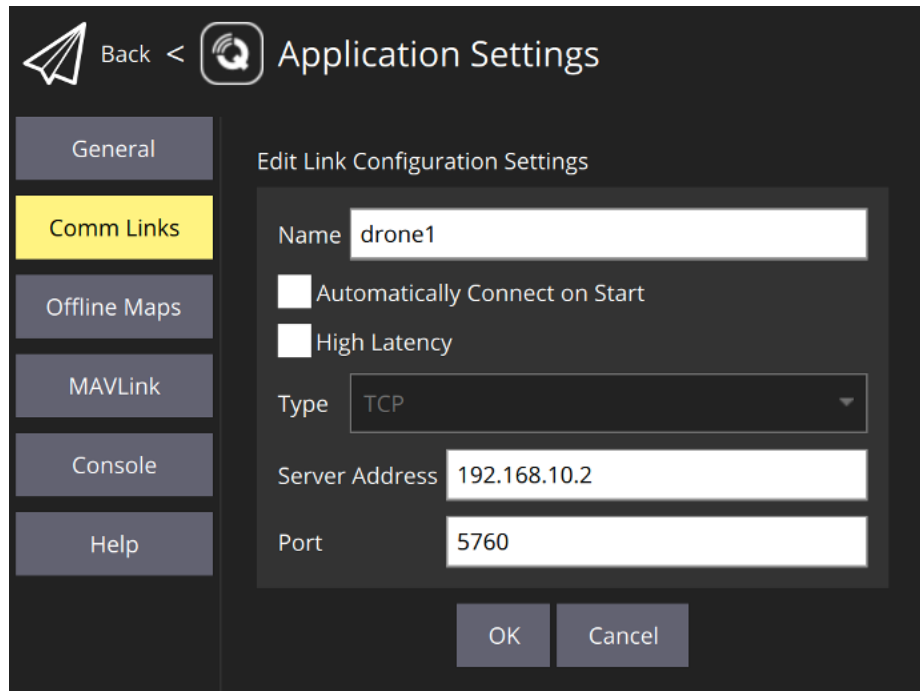 Back < Application Settings
General
Comm Links
Offline Maps
MAVLink
Console
Help
Edit Link Configuration Settings
Name drone1
Automatically Connect on Start
High Latency
Type TCP
Server Address 192.168.10.2
Port 5760
OK Cancel